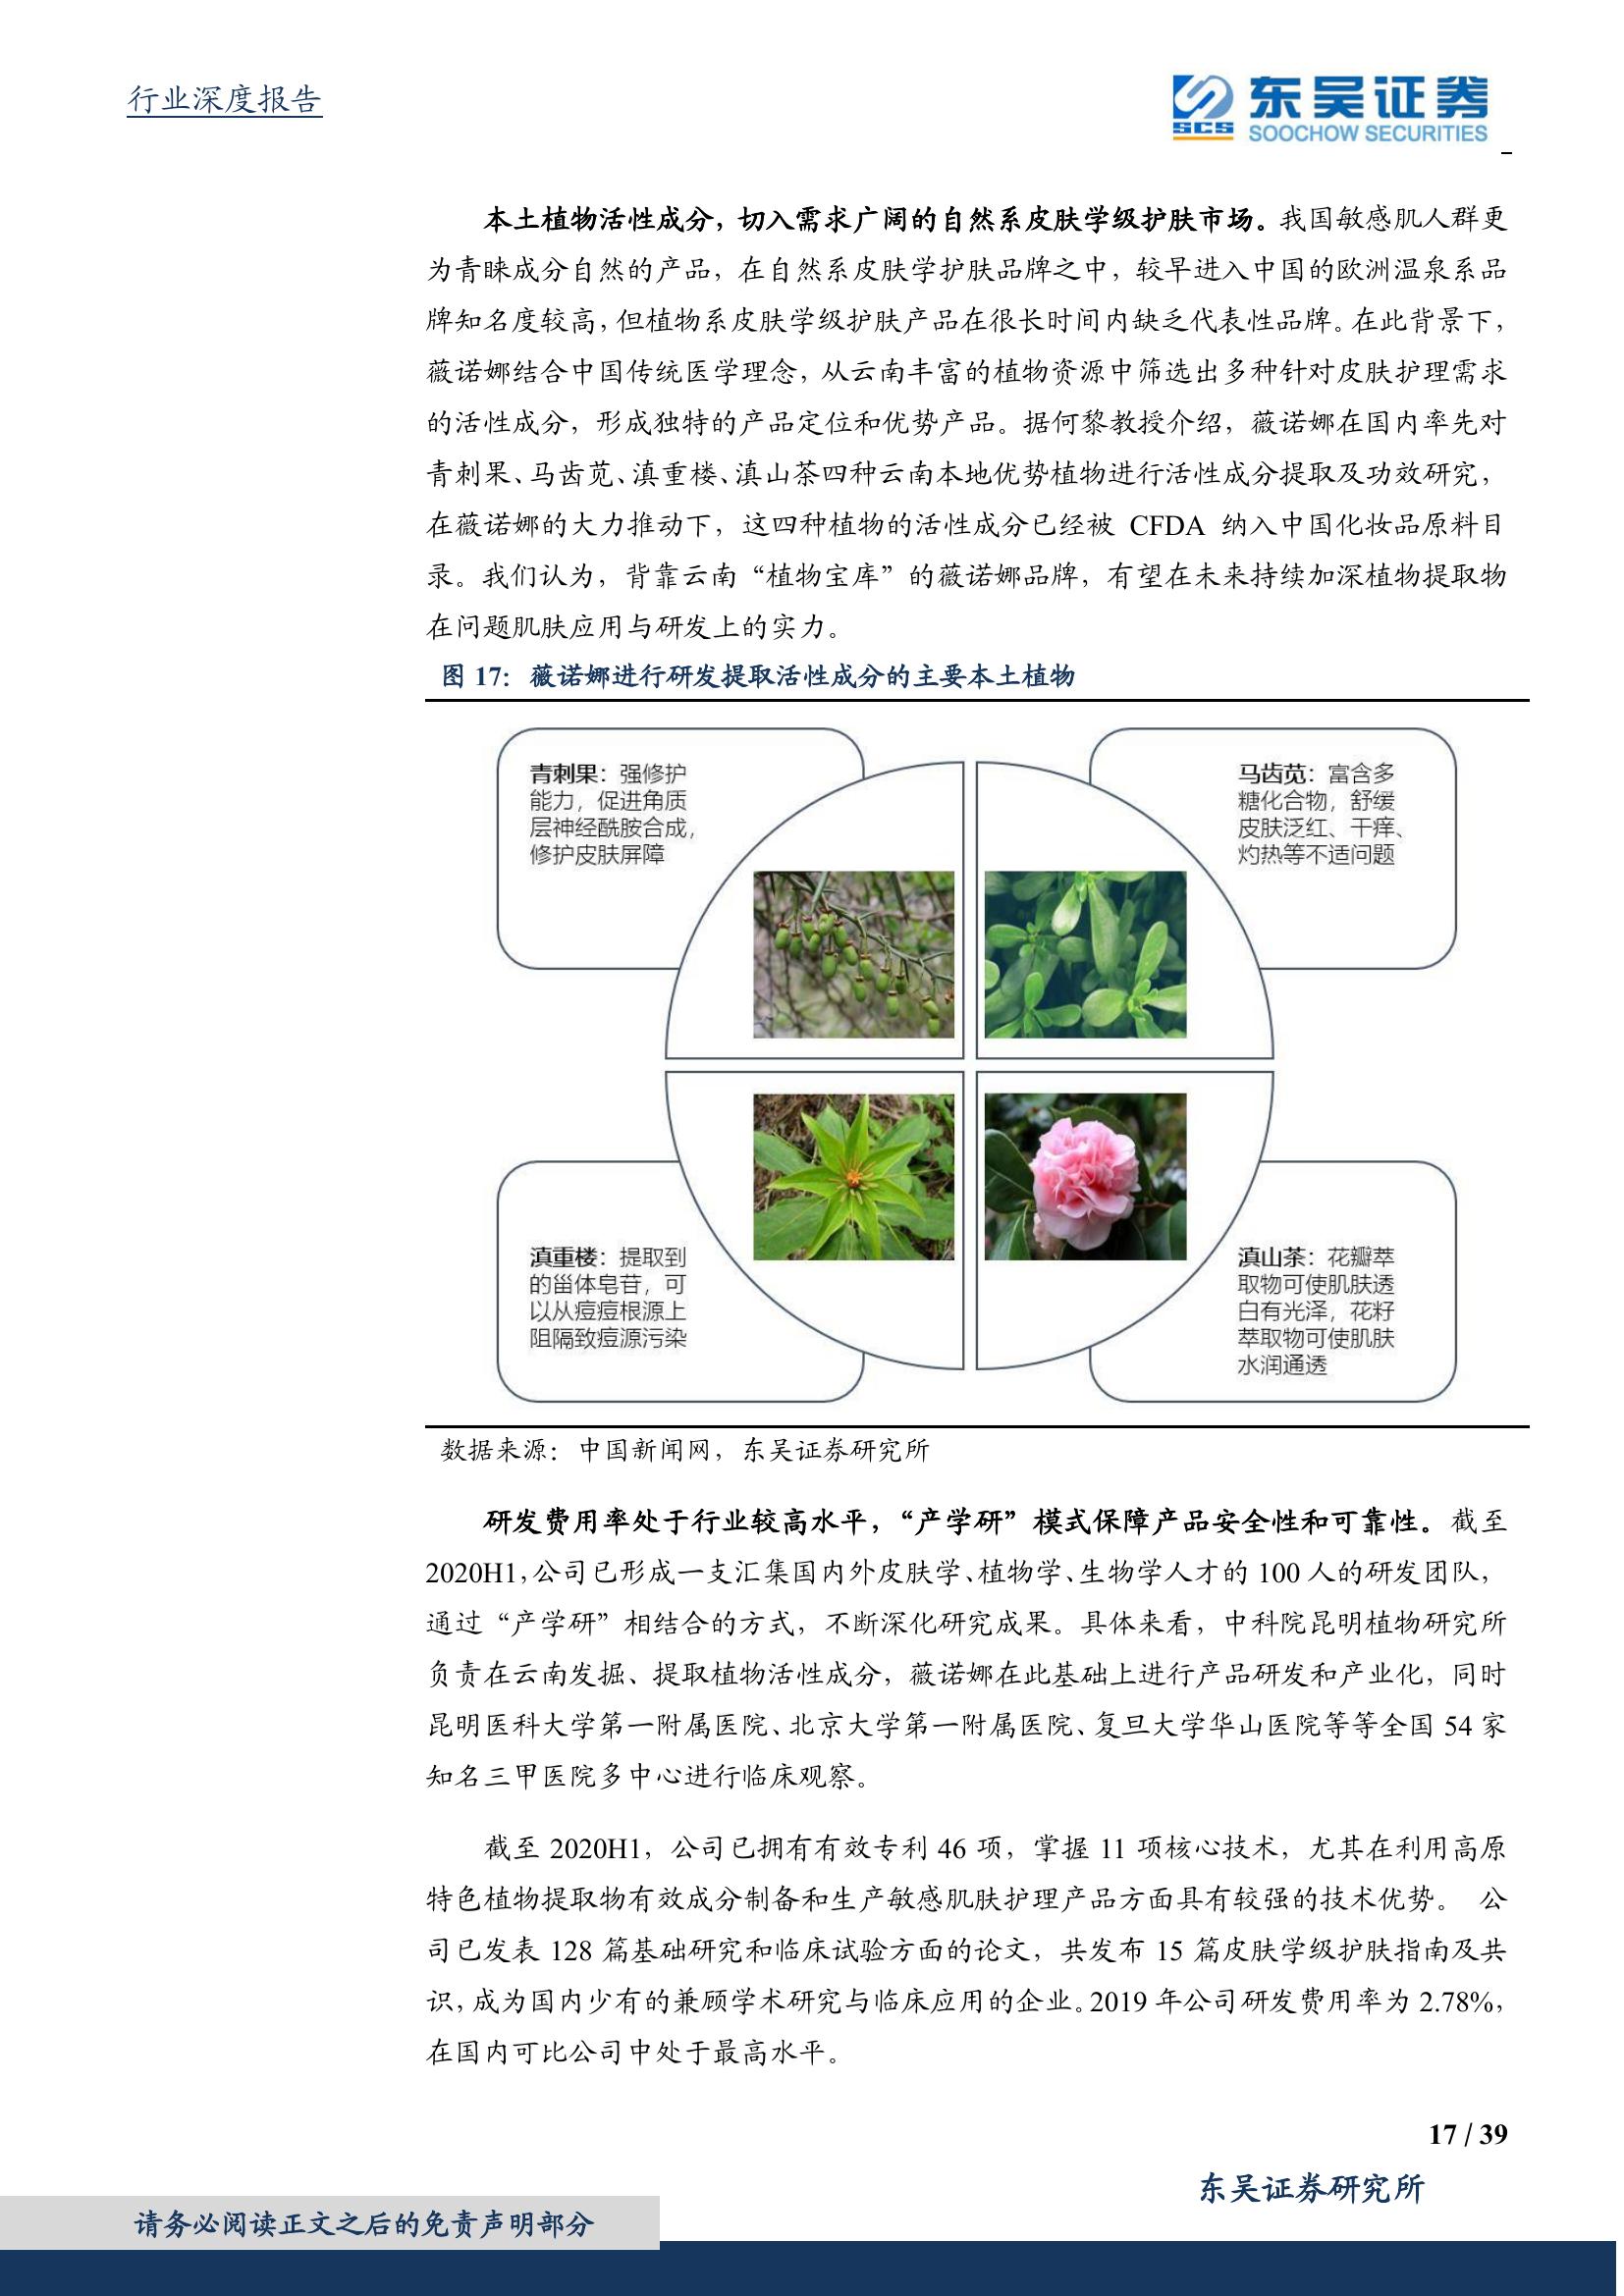 行业深度报告
SCS
东吴证券
SOOCHOW SECURITIES
本土植物活性成分，切入需求广阔的自然系皮肤学级护肤市场。我国敏感肌人群更
为青睐成分自然的产品，在自然系皮肤学护肤品牌之中，较早进入中国的欧洲温泉系品
牌知名度较高，但植物系皮肤学级护肤产品在很长时间内缺乏代表性品牌。在此背景下，
薇诺娜结合中国传统医学理念，从云南丰富的植物资源中筛选出多种针对皮肤护理需求
的活性成分，形成独特的产品定位和优势产品。据何黎教授介绍，薇诺娜在国内率先对
青刺果、马齿苋、滇重楼、滇山茶四种云南本地优势植物进行活性成分提取及功效研究，
在薇诺娜的大力推动下，这四种植物的活性成分已经被 CFDA 纳入中国化妆品原料目
录。我们认为，背靠云南“植物宝库”的薇诺娜品牌，有望在未来持续加深植物提取物
在问题肌肤应用与研发上的实力。
图 17：薇诺娜进行研发提取活性成分的主要本土植物
青刺果：强修护
能力，促进角质
层神经酰胺合成，
修护皮肤屏障
马齿苋：富含多
糖化合物，舒缓
皮肤泛红、干痒、
灼热等不适问题
滇重楼：提取到
的甾体皂苷，可
以从痘痘根源上
阻隔致痘源污染
滇山茶：花瓣萃
取物可使肌肤透
白有光泽，花籽
萃取物可使肌肤
水润通透
数据来源：中国新闻网，东吴证券研究所
研发费用率处于行业较高水平，“产学研”模式保障产品安全性和可靠性。截至
2020H1，公司已形成一支汇集国内外皮肤学、植物学、生物学人才的 100 人的研发团队，
通过“产学研”相结合的方式，不断深化研究成果。具体来看，中科院昆明植物研究所
负责在云南发掘、提取植物活性成分，薇诺娜在此基础上进行产品研发和产业化，同时
昆明医科大学第一附属医院、北京大学第一附属医院、复旦大学华山医院等等全国 54 家
知名三甲医院多中心进行临床观察。
截至 2020H1，公司已拥有有效专利 46 项，掌握 11 项核心技术，尤其在利用高原
特色植物提取物有效成分制备和生产敏感肌肤护理产品方面具有较强的技术优势。 公
司已发表 128 篇基础研究和临床试验方面的论文，共发布 15 篇皮肤学级护肤指南及共
识，成为国内少有的兼顾学术研究与临床应用的企业。2019 年公司研发费用率为 2.78%，
在国内可比公司中处于最高水平。
17 / 39
东吴证券研究所
请务必阅读正文之后的免责声明部分